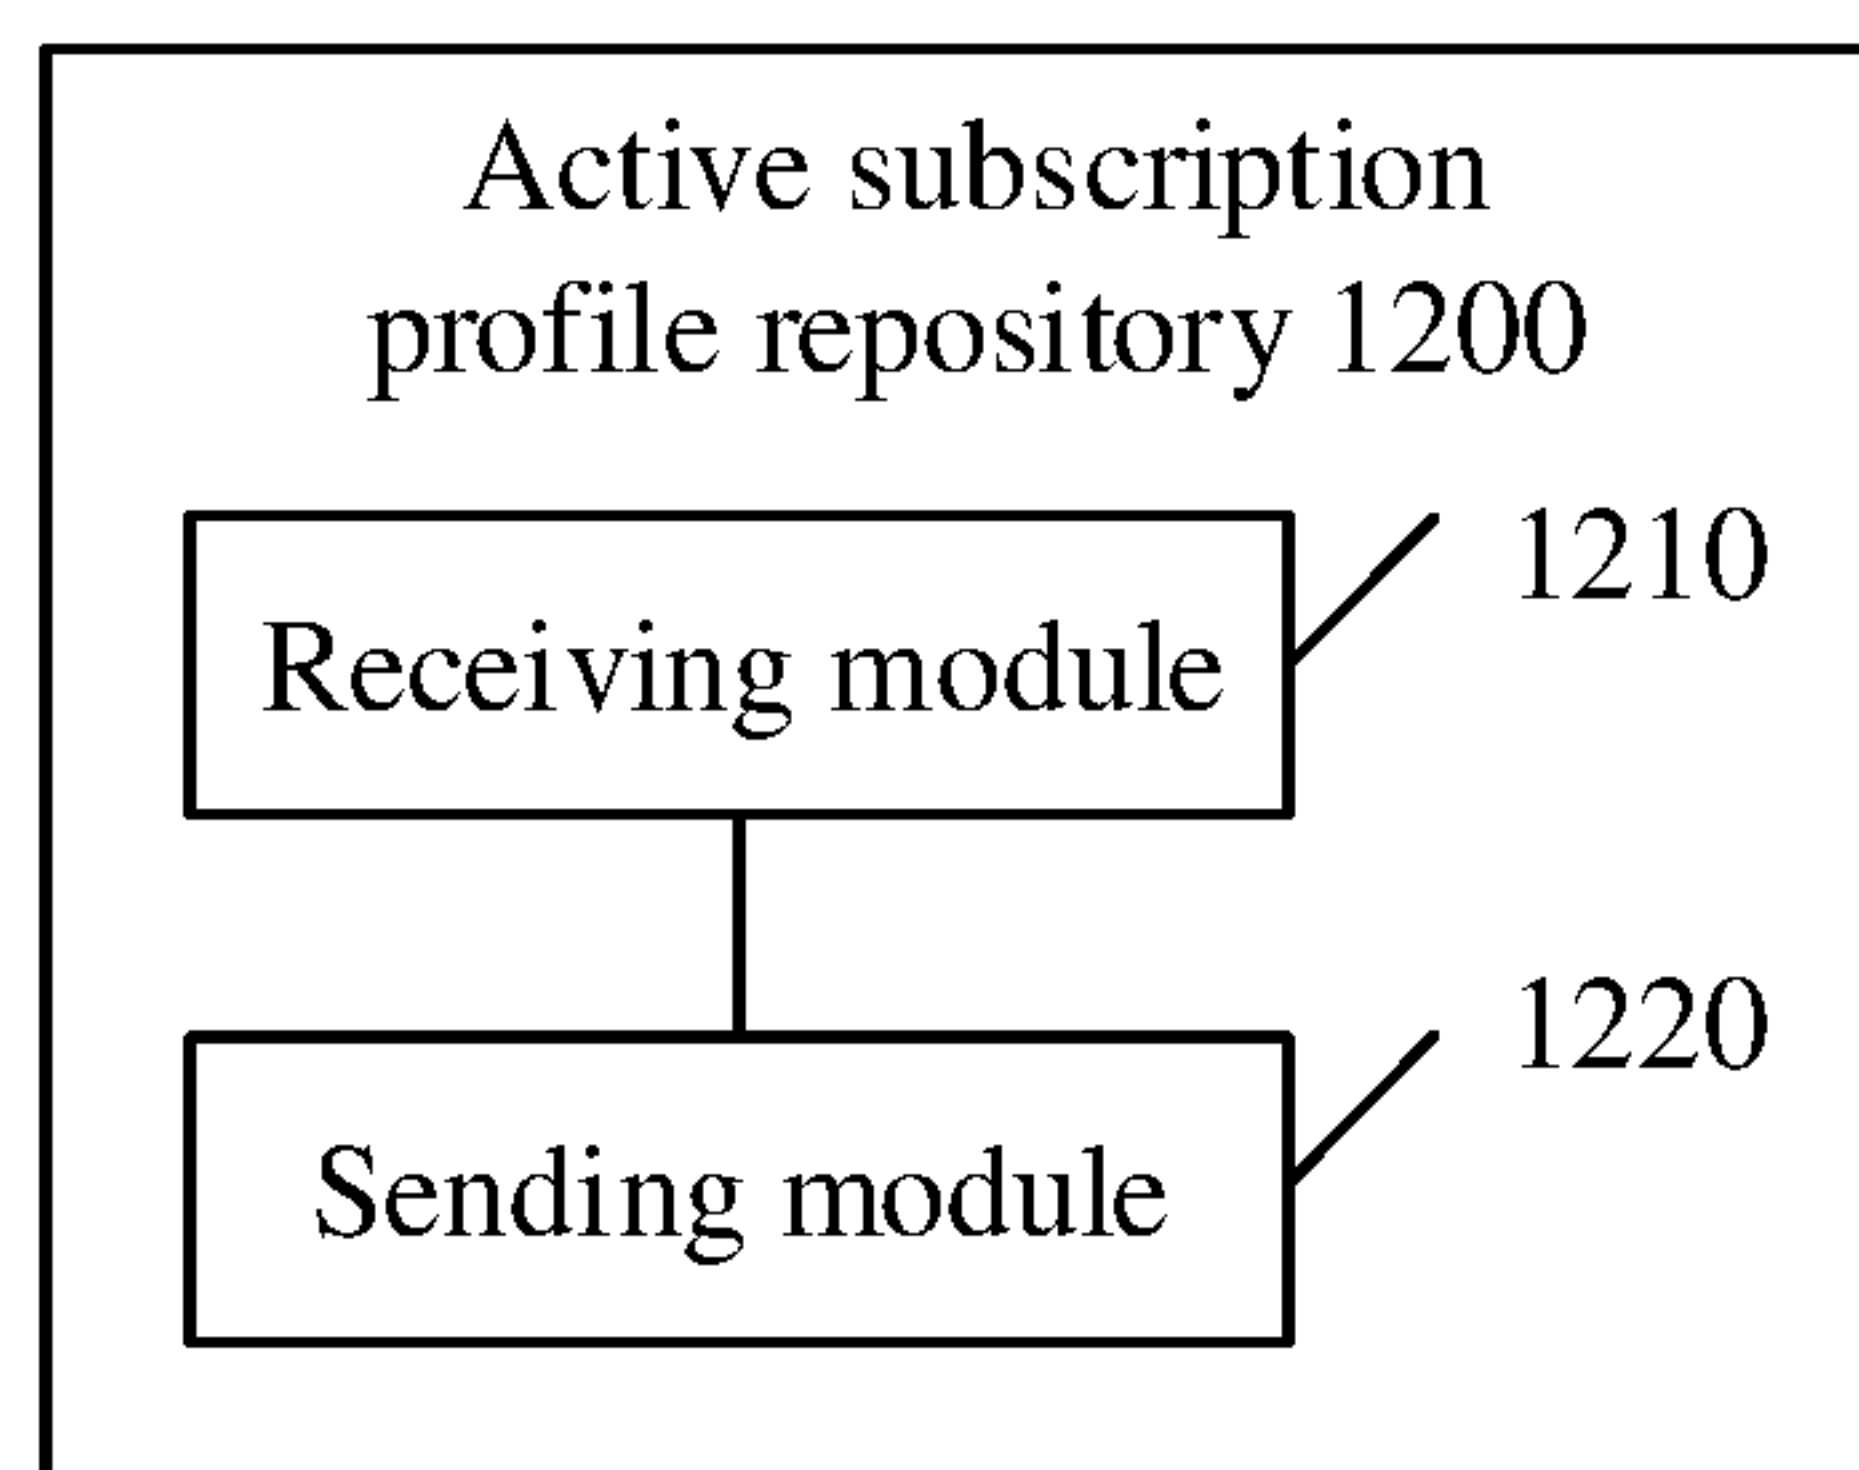 Active subscription
profile repository 1200
1210
Receiving module
1220
Sending module